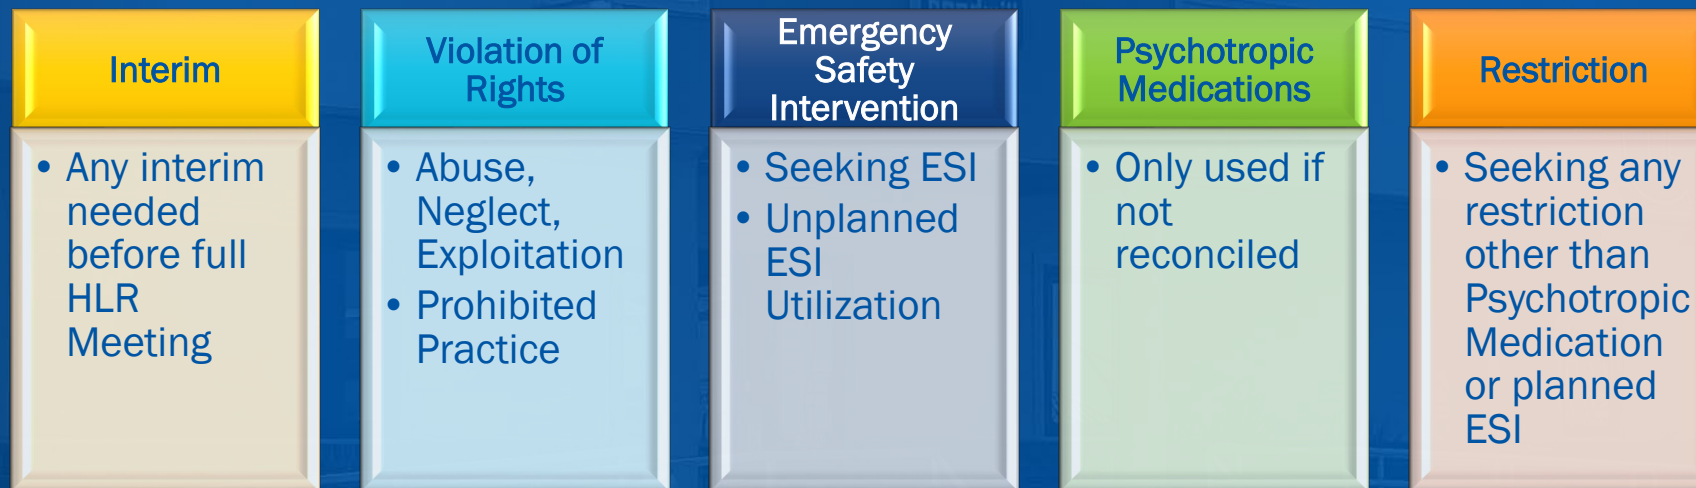 Interim
• Any interim
needed
before full
HLR
Meeting
Violation of
Rights
• Abuse,
Neglect,
Exploitation
• Prohibited
Practice
Emergency
Safety
Intervention
• Seeking ESI
• Unplanned
ESI
Utilization
Psychotropic
Medications
• Only used if
not
reconciled
Restriction
• Seeking any
restriction
other than
Psychotropic
Medication
or planned
ESI